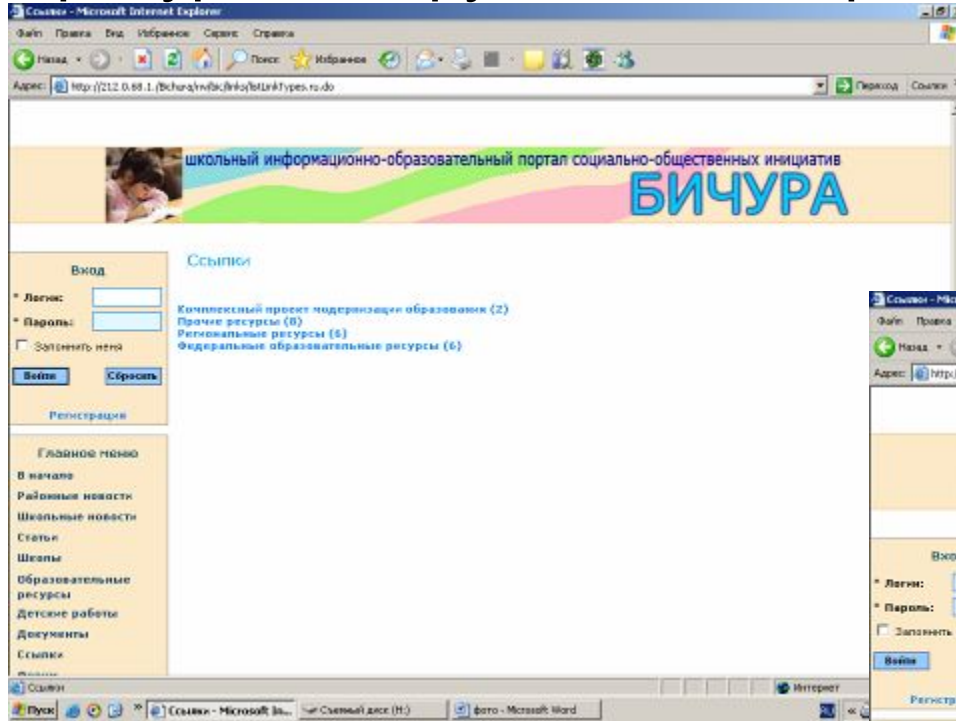 Ссылки - Microsoft Internet Explorer
Файл Правка Вид Избранное Сервис Справка
Назад Поиск Избранное
Адрес: Переход Ссылки
школьный информационно-образовательный портал социально-общественных инициатив
БИЧУРА
Ссылки
Вход
* Логин:
* Пароль:
Запомнить меня
Войти Сбросить
Регистрация
Комплексный проект модернизации образования (2)
Прочие ресурсы (8)
Региональные ресурсы (6)
Федеральные образовательные ресурсы (6)
Главное меню
В начало
Районные новости
Школьные новости
Статьи
Школы
Образовательные
ресурсы
Детские работы
Документы
Ссылки
Ссылки
Интернет
Пуск
Ссылки - Microsoft In...
Съемный диск (H:)
фото - Microsoft Word
Ссылки - Mic
Файл Правка
Назад
Адрес: http:/
Вхо
* Логин:
* Пароль:
Запомнить
Войти
Регистр